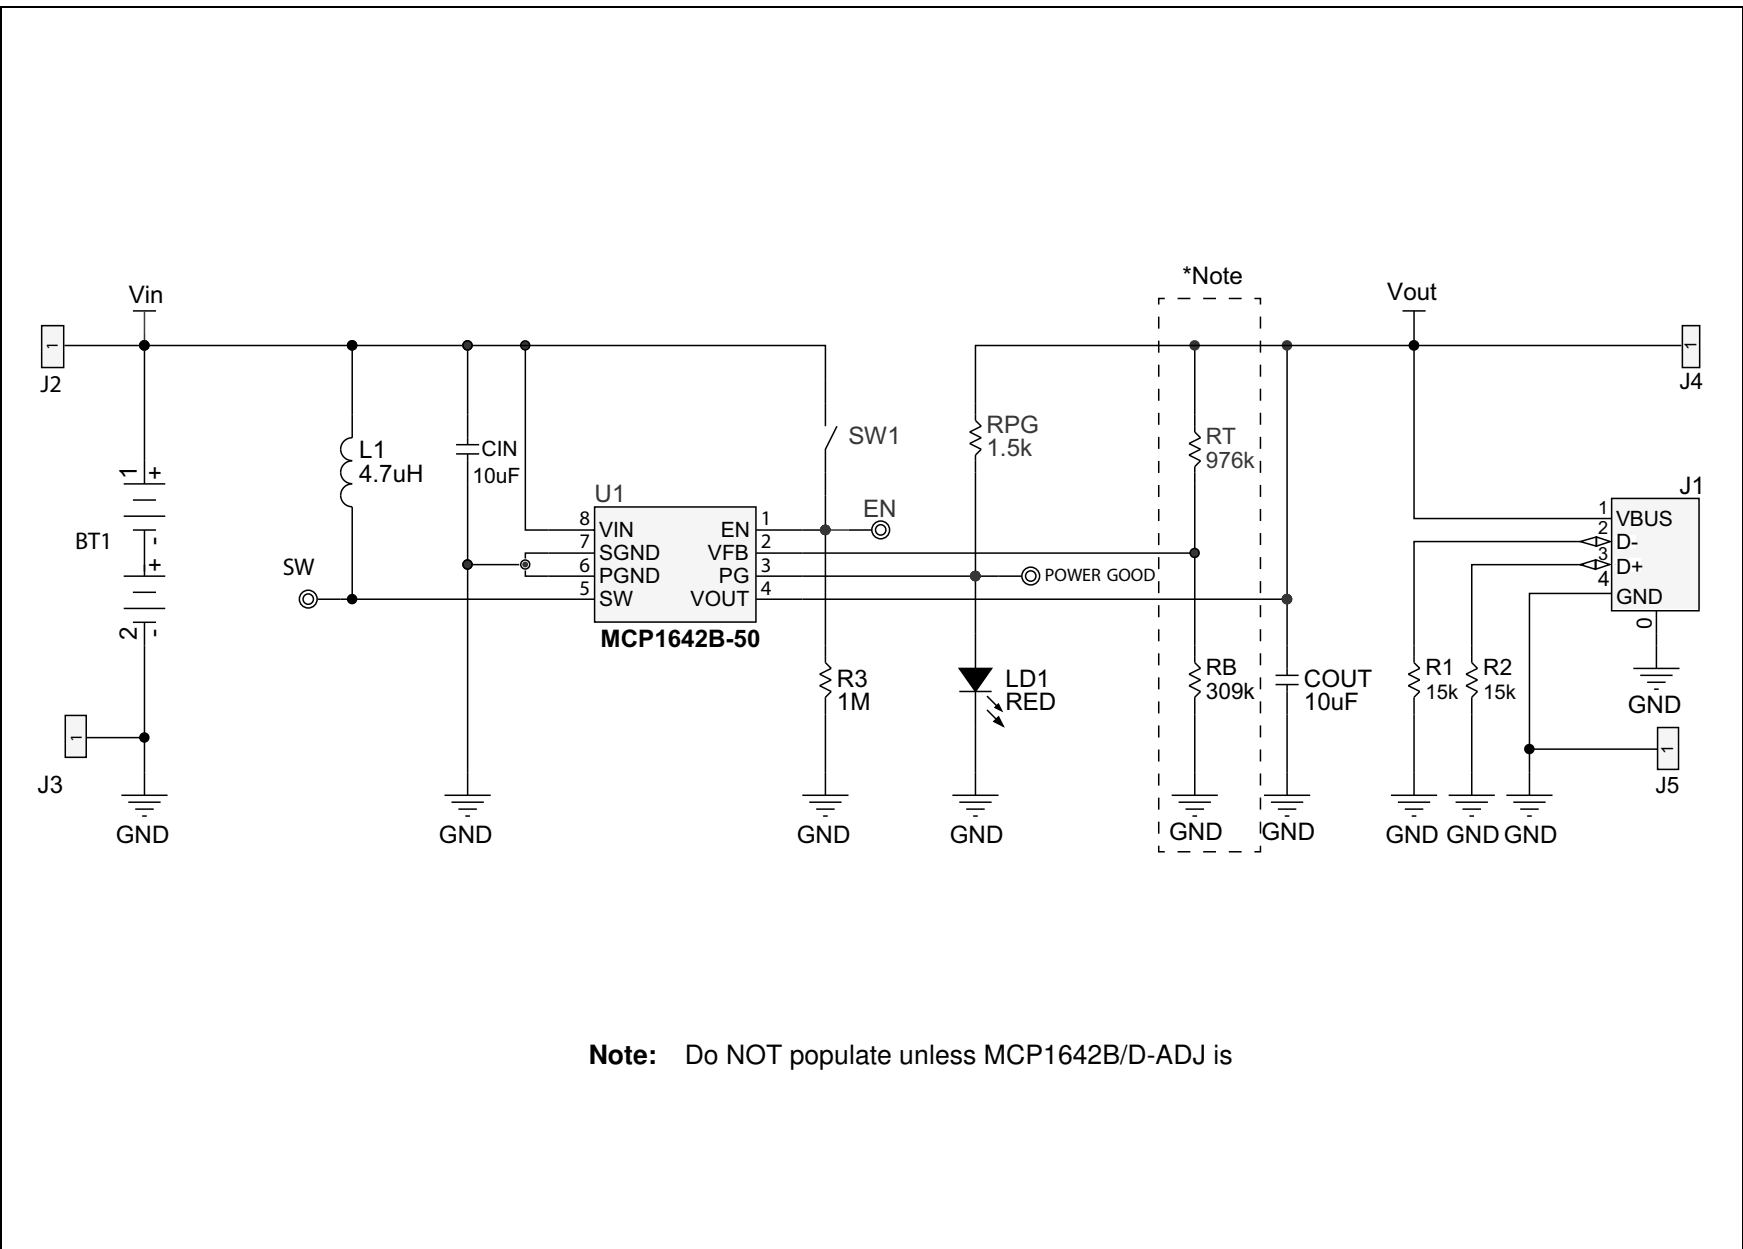 *Note
Vin
Vout
1
J2
1
J4
L1
4.7uH
CIN
10uF
SW1
RPG
1.5k
RT
976k
BT1
1
+
-
+
2
-
U1
8
VIN
7
SGND
6
PGND
5
SW
EN
1
VFB
2
PG
3
VOUT
4
MCP1642B-50
SW
EN
POWER GOOD
J1
1
VBUS
2
D-
3
D+
4
GND
0
GND
R3
1M
LD1
RED
RB
309k
COUT
10uF
R1
15k
R2
15k
1
J3
1
J5
GND
GND
GND
GND
GND
GND
GND
GND
GND
Note: Do NOT populate unless MCP1642B/D-ADJ is